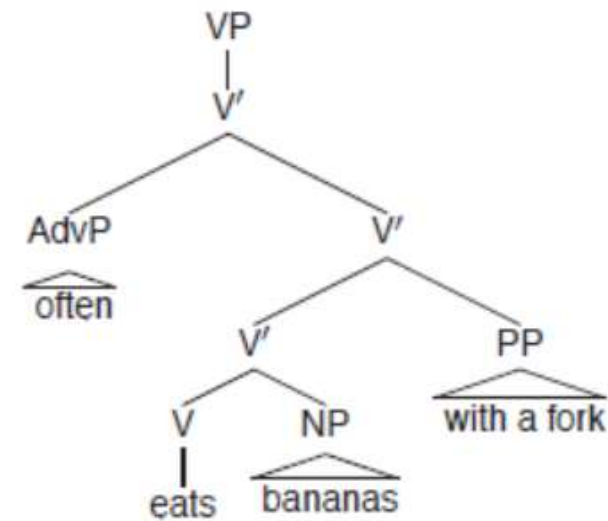 VP
V′
AdvP V′
often
V′ PP
V NP with a fork
eats bananas